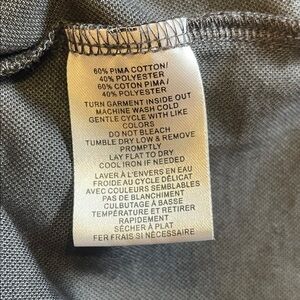 60% PIMA COTTON/
40% POLYESTER
60% COTON PIMA /
40% POLYESTER
TURN GARMENT INSIDE OUT
MACHINE WASH COLD
GENTLE CYCLE WITH LIKE
COLORS
DO NOT BLEACH
TUMBLE DRY LOW & REMOVE
PROMPTLY
LAY FLAT TO DRY
COOL IRON IF NEEDED
LAVER À L'ENVERS EN EAU
FROIDE AU CYCLE DÉLICAT
AVEC COULEURS SEMBLABLES
PAS DE BLANCHIMENT
CULBUTAGE À BASSE
TEMPÉRATURE ET RETIRER
RAPIDEMENT
SÉCHER À PLAT
FER FRAIS SI NÉCESSAIRE